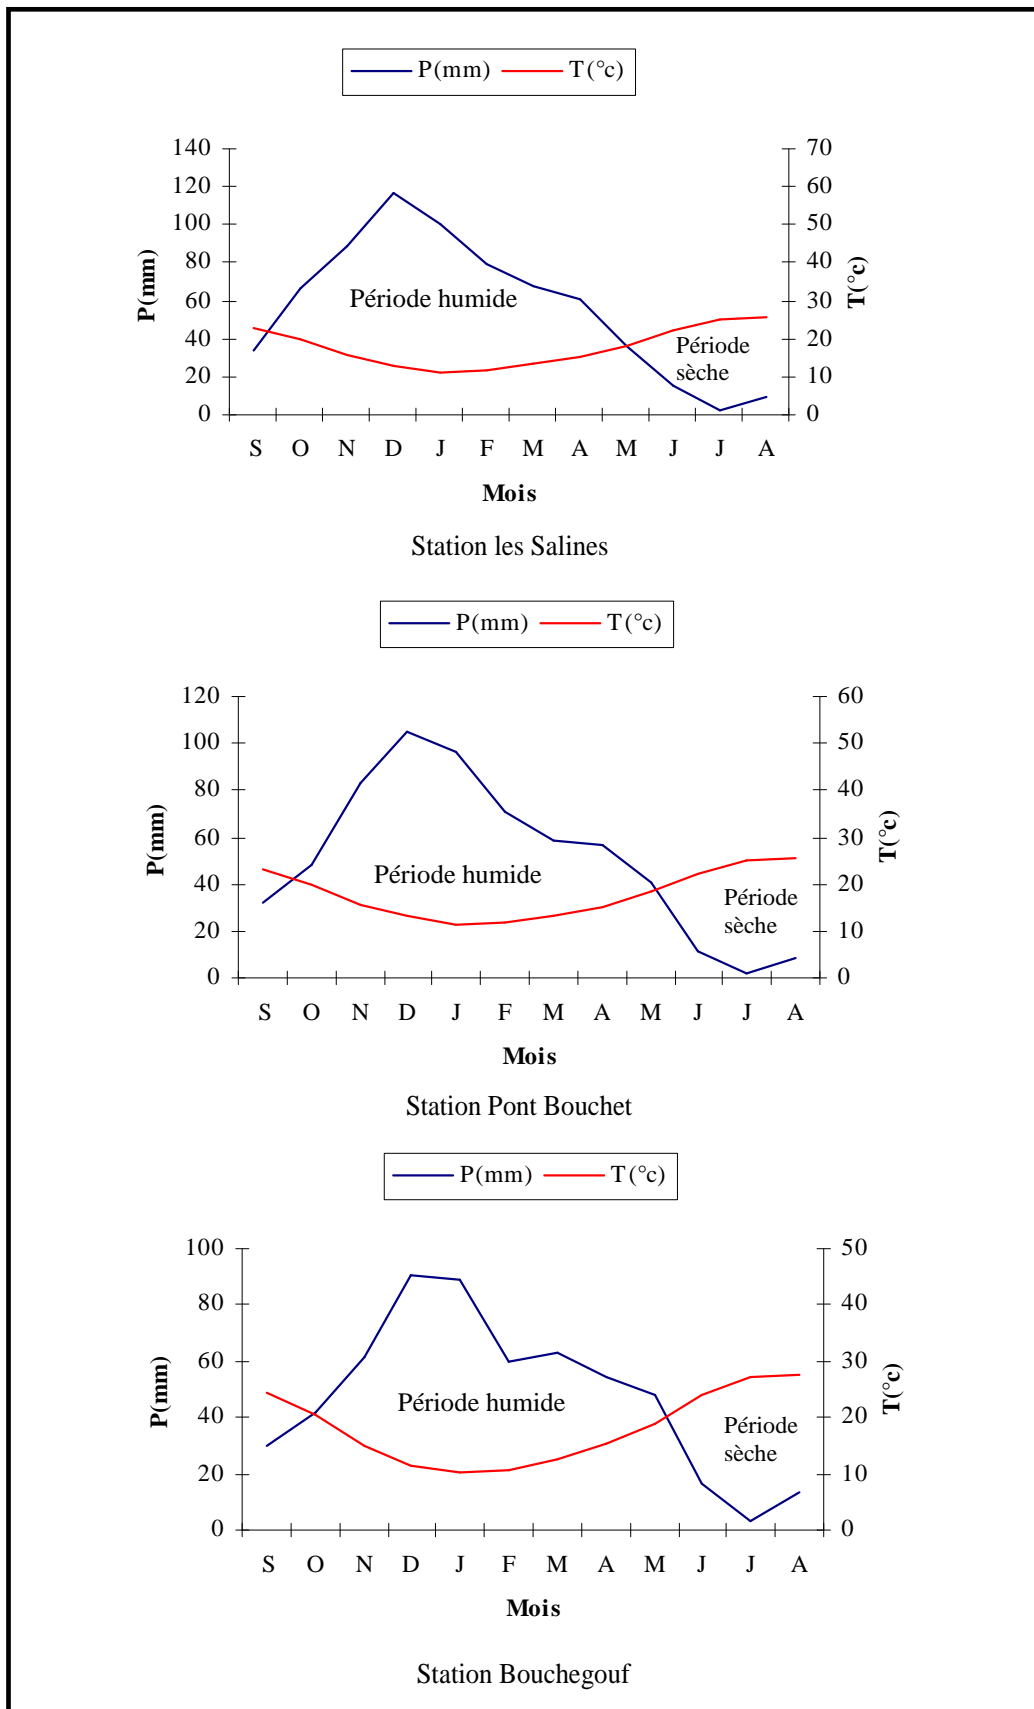 P(mm) T(°c)
140 70
120 60
100 50
80 40
60 30
40 20
20 10
0 0
P(mm)
T(°c)
Période humide
Période
sèche
S O N D J F M A M J J A
Mois
Station les Salines
P(mm) T(°c)
120 60
100 50
80 40
60 30
40 20
20 10
0 0
P(mm)
T(°c)
Période humide
Période
sèche
S O N D J F M A M J J A
Mois
Station Pont Bouchet
P(mm) T(°c)
100 50
80 40
60 30
40 20
20 10
0 0
P(mm)
T(°c)
Période humide
Période
sèche
S O N D J F M A M J J A
Mois
Station Bouchegouf